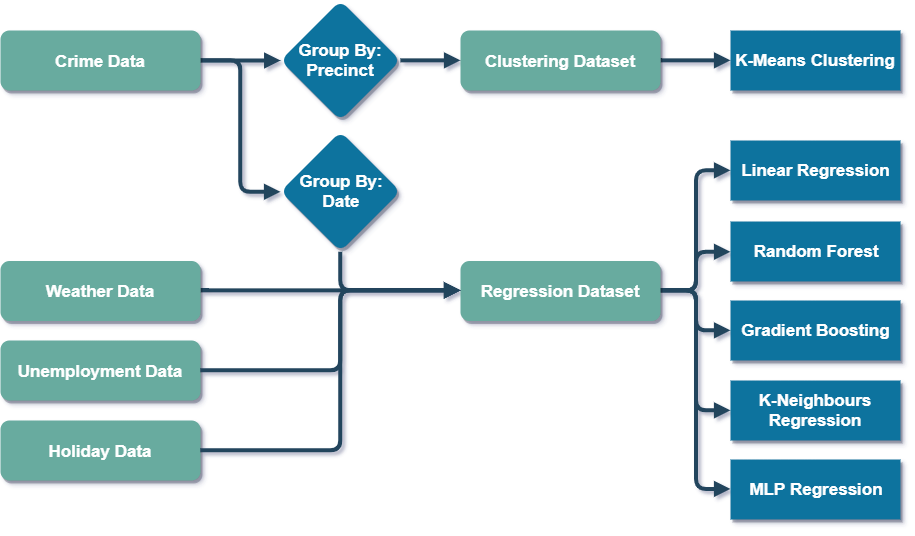 Crime Data
Group By:
Precinct
Clustering Dataset
K-Means Clustering
Group By:
Date
Linear Regression
Random Forest
Weather Data
Regression Dataset
Gradient Boosting
Unemployment Data
K-Neighbours
Regression
Holiday Data
MLP Regression